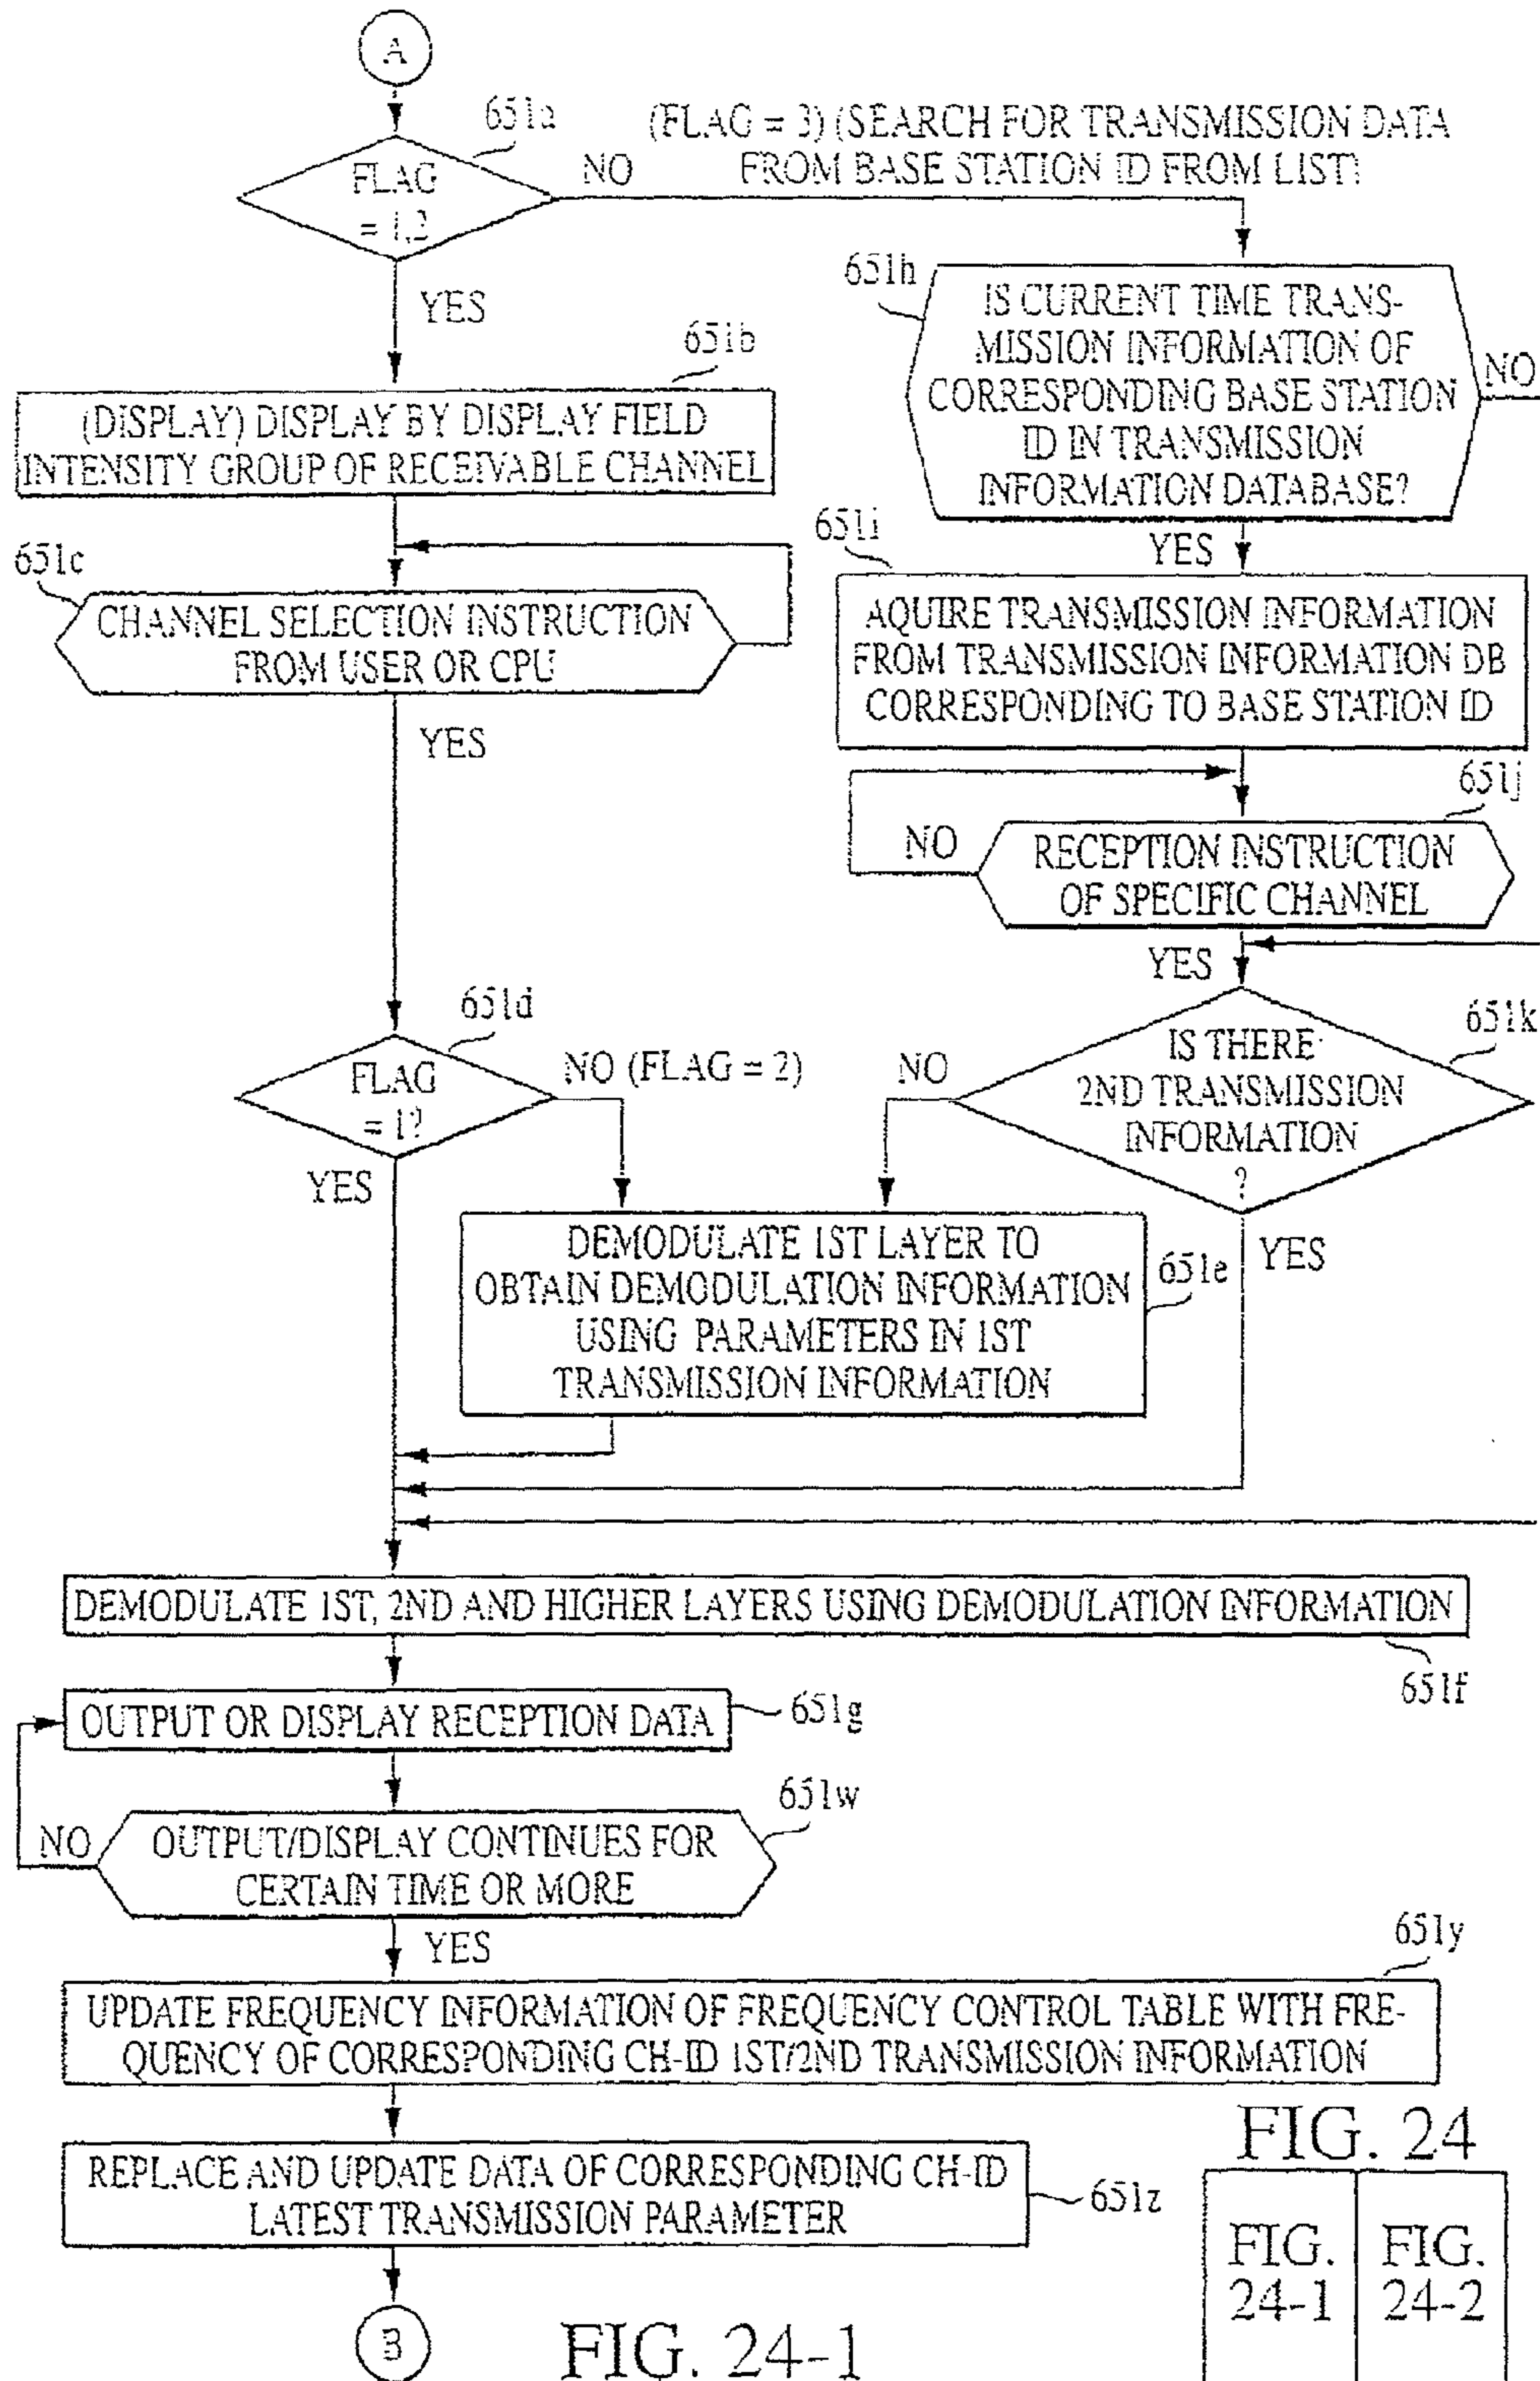 A
651a
(FLAG = 3) (SEARCH FOR TRANSMISSION DATA
FROM BASE STATION ID FROM LIST)
FLAG
= 1,2
NO
YES
651b
(DISPLAY) DISPLAY BY DISPLAY FIELD
INTENSITY GROUP OF RECEIVABLE CHANNEL
651c
CHANNEL SELECTION INSTRUCTION
FROM USER OR CPU
YES
651h
IS CURRENT TIME TRANS-
MISSION INFORMATION OF
CORRESPONDING BASE STATION
ID IN TRANSMISSION
INFORMATION DATABASE?
NO
YES
651i
AQUIRE TRANSMISSION INFORMATION
FROM TRANSMISSION INFORMATION DB
CORRESPONDING TO BASE STATION ID
651j
NO
RECEPTION INSTRUCTION
OF SPECIFIC CHANNEL
YES
651d
FLAG
= 1?
NO (FLAG = 2)
YES
651k
NO
IS THERE
2ND TRANSMISSION
INFORMATION
?
YES
DEMODULATE 1ST LAYER TO
OBTAIN DEMODULATION INFORMATION
USING PARAMETERS IN 1ST
TRANSMISSION INFORMATION
651e
DEMODULATE 1ST, 2ND AND HIGHER LAYERS USING DEMODULATION INFORMATION
651f
OUTPUT OR DISPLAY RECEPTION DATA
651g
651w
NO
OUTPUT/DISPLAY CONTINUES FOR
CERTAIN TIME OR MORE
YES
651y
UPDATE FREQUENCY INFORMATION OF FREQUENCY CONTROL TABLE WITH FRE-
QUENCY OF CORRESPONDING CH-ID 1ST/2ND TRANSMISSION INFORMATION
REPLACE AND UPDATE DATA OF CORRESPONDING CH-ID
LATEST TRANSMISSION PARAMETER
651z
B
FIG. 24-1
FIG. 24
FIG.
24-1
FIG.
24-2